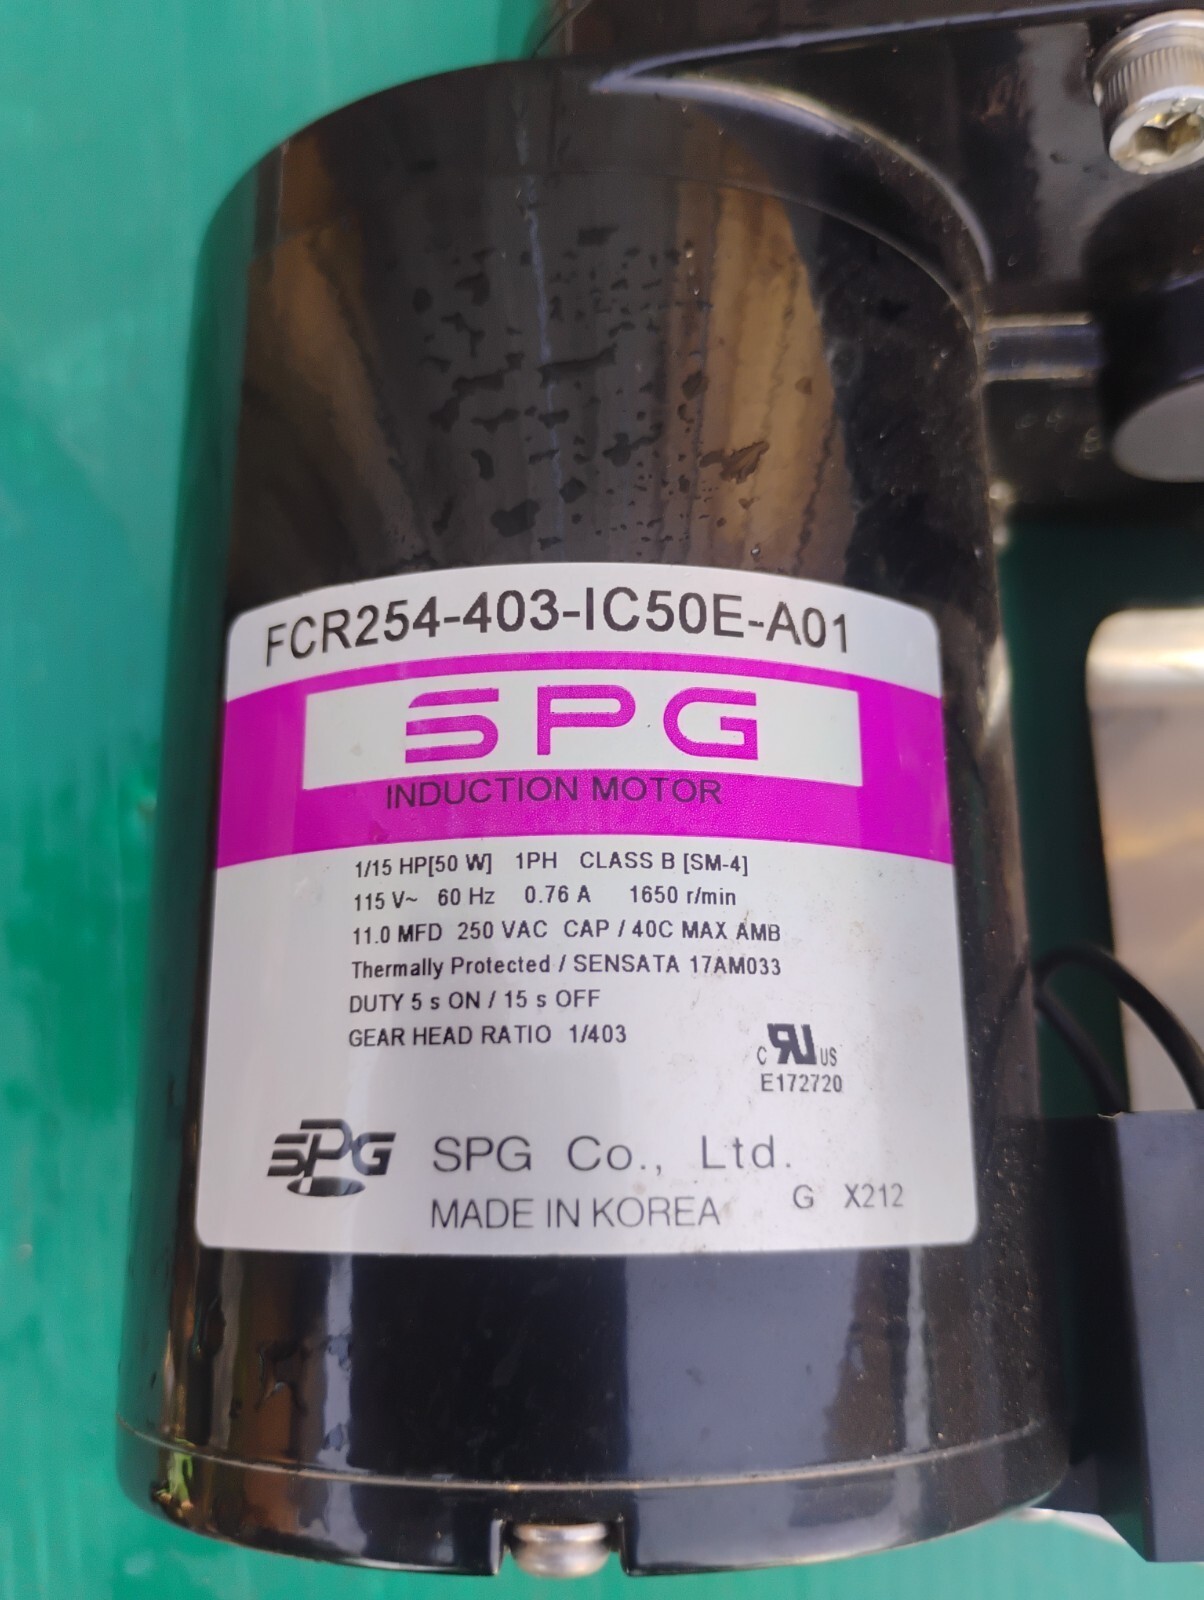 FCR254-403-IC50E-A01
SPG
INDUCTION MOTOR
1/15 HP[50 W] 1PH CLASS B [SM-4]
115 V~ 60 Hz 0.76 A 1650 r/min
11.0 MFD 250 VAC CAP / 40C MAX AMB
Thermally Protected / SENSATA 17AM033
DUTY 5 s ON / 15 s OFF
GEAR HEAD RATIO 1/403
C RU US
E172720
SPG SPG Co., Ltd.
MADE IN KOREA G X212